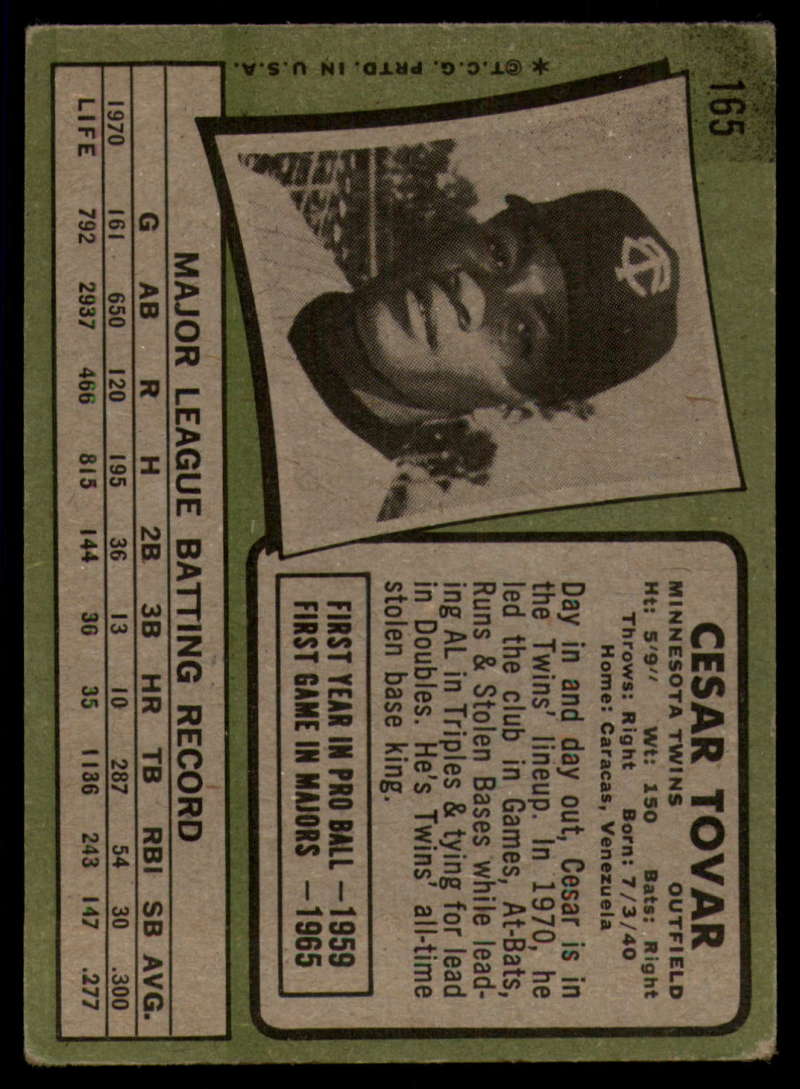 165
* ©T.C.G. PRTD. IN U.S.A.
TC
CESAR TOVAR
MINNESOTA TWINS OUTFIELD
Ht: 5'9" Wt: 150 Bats: Right
Throws: Right Born: 7/3/40
Home: Caracas, Venezuela
Day in and day out, Cesar is in
the Twins' lineup. In 1970, he
led the club in Games, At-Bats,
Runs & Stolen Bases while lead-
ing AL in Triples & tying for lead
in Doubles. He's Twins' all-time
stolen base king.
FIRST YEAR IN PRO BALL —1959
FIRST GAME IN MAJORS —1965
MAJOR LEAGUE BATTING RECORD
G AB R H 2B 3B HR TB RBI SB AVG.
1970 161 650 120 195 36 13 10 287 54 30 .300
LIFE 792 2937 466 815 144 36 35 1136 243 147 .277